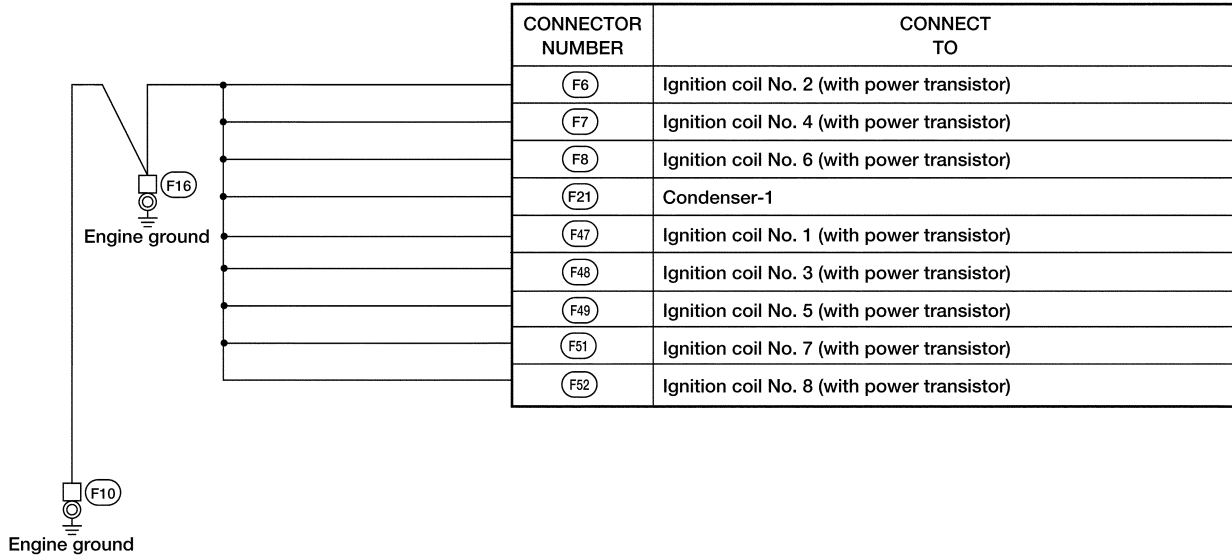 CONNECTOR NUMBER CONNECT TO
F6 Ignition coil No. 2 (with power transistor)
F7 Ignition coil No. 4 (with power transistor)
F8 Ignition coil No. 6 (with power transistor)
F16
F21 Condenser-1
Engine ground
F47 Ignition coil No. 1 (with power transistor)
F48 Ignition coil No. 3 (with power transistor)
F49 Ignition coil No. 5 (with power transistor)
F51 Ignition coil No. 7 (with power transistor)
F52 Ignition coil No. 8 (with power transistor)
F10
Engine ground